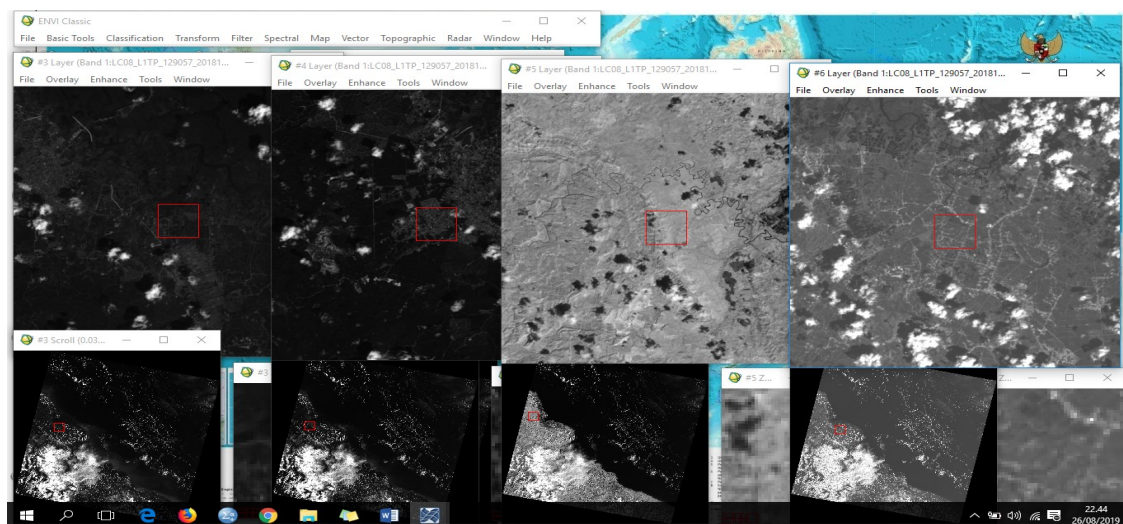 ENVI Classic
File Basic Tools Classification Transform Filter Spectral Map Vector Topographic Radar Window Help
#3 Layer (Band 1:LC08_L1TP_129057_20181...
File Overlay Enhance Tools Window
#4 Layer (Band 1:LC08_L1TP_129057_20181...
File Overlay Enhance Tools Window
#5 Layer (Band 1:LC08_L1TP_129057_20181...
File Overlay Enhance Tools Window
#6 Layer (Band 1:LC08_L1TP_129057_20181...
File Overlay Enhance Tools Window
#3 Scroll (0.03...
#3
#5 Z...
Z...
22.44
26/08/2019